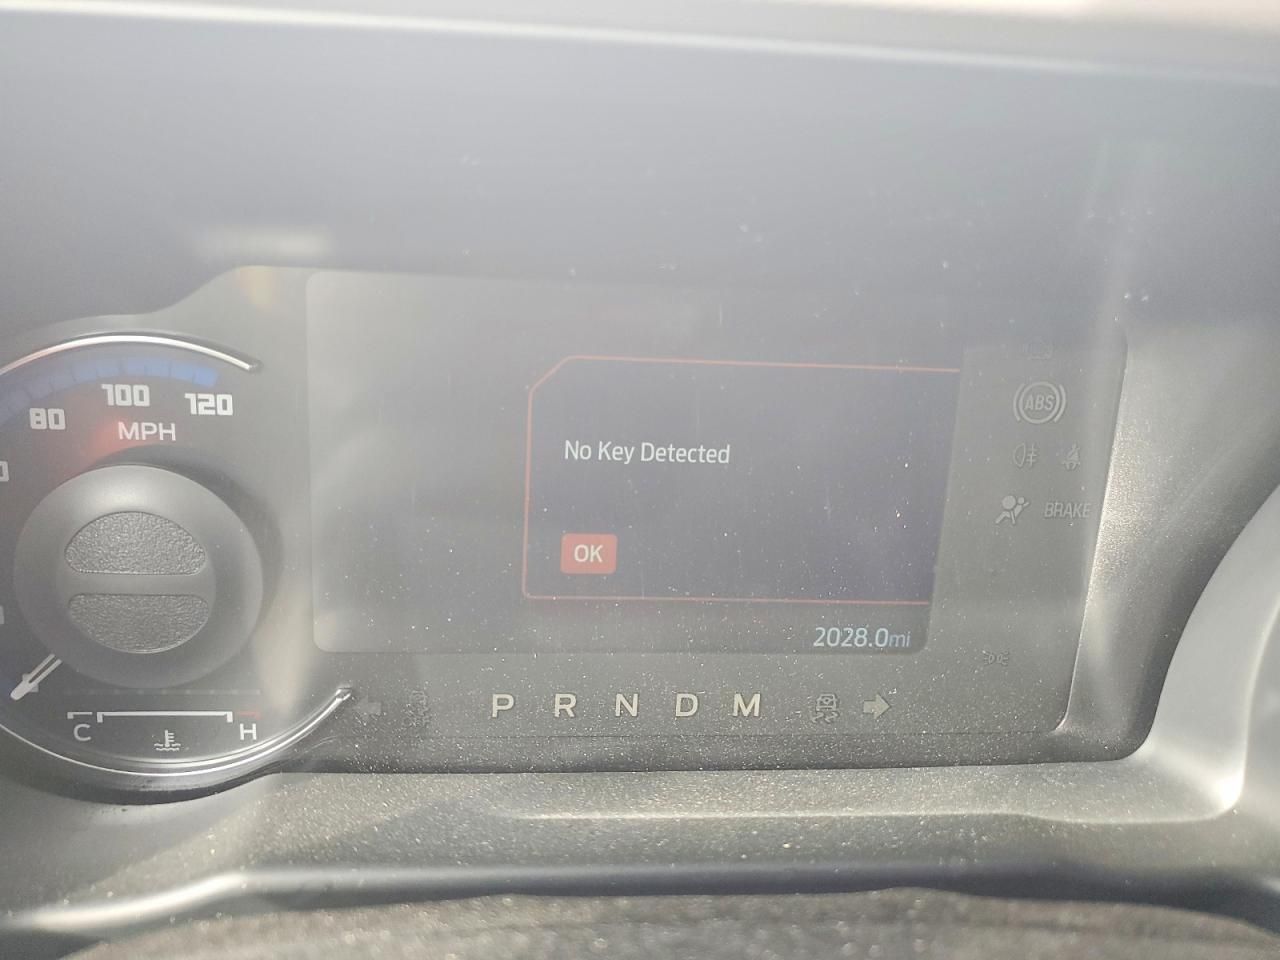 80 100 120
MPH
C H
No Key Detected
OK
2028.0mi
P R N D M
ABS
BRAKE